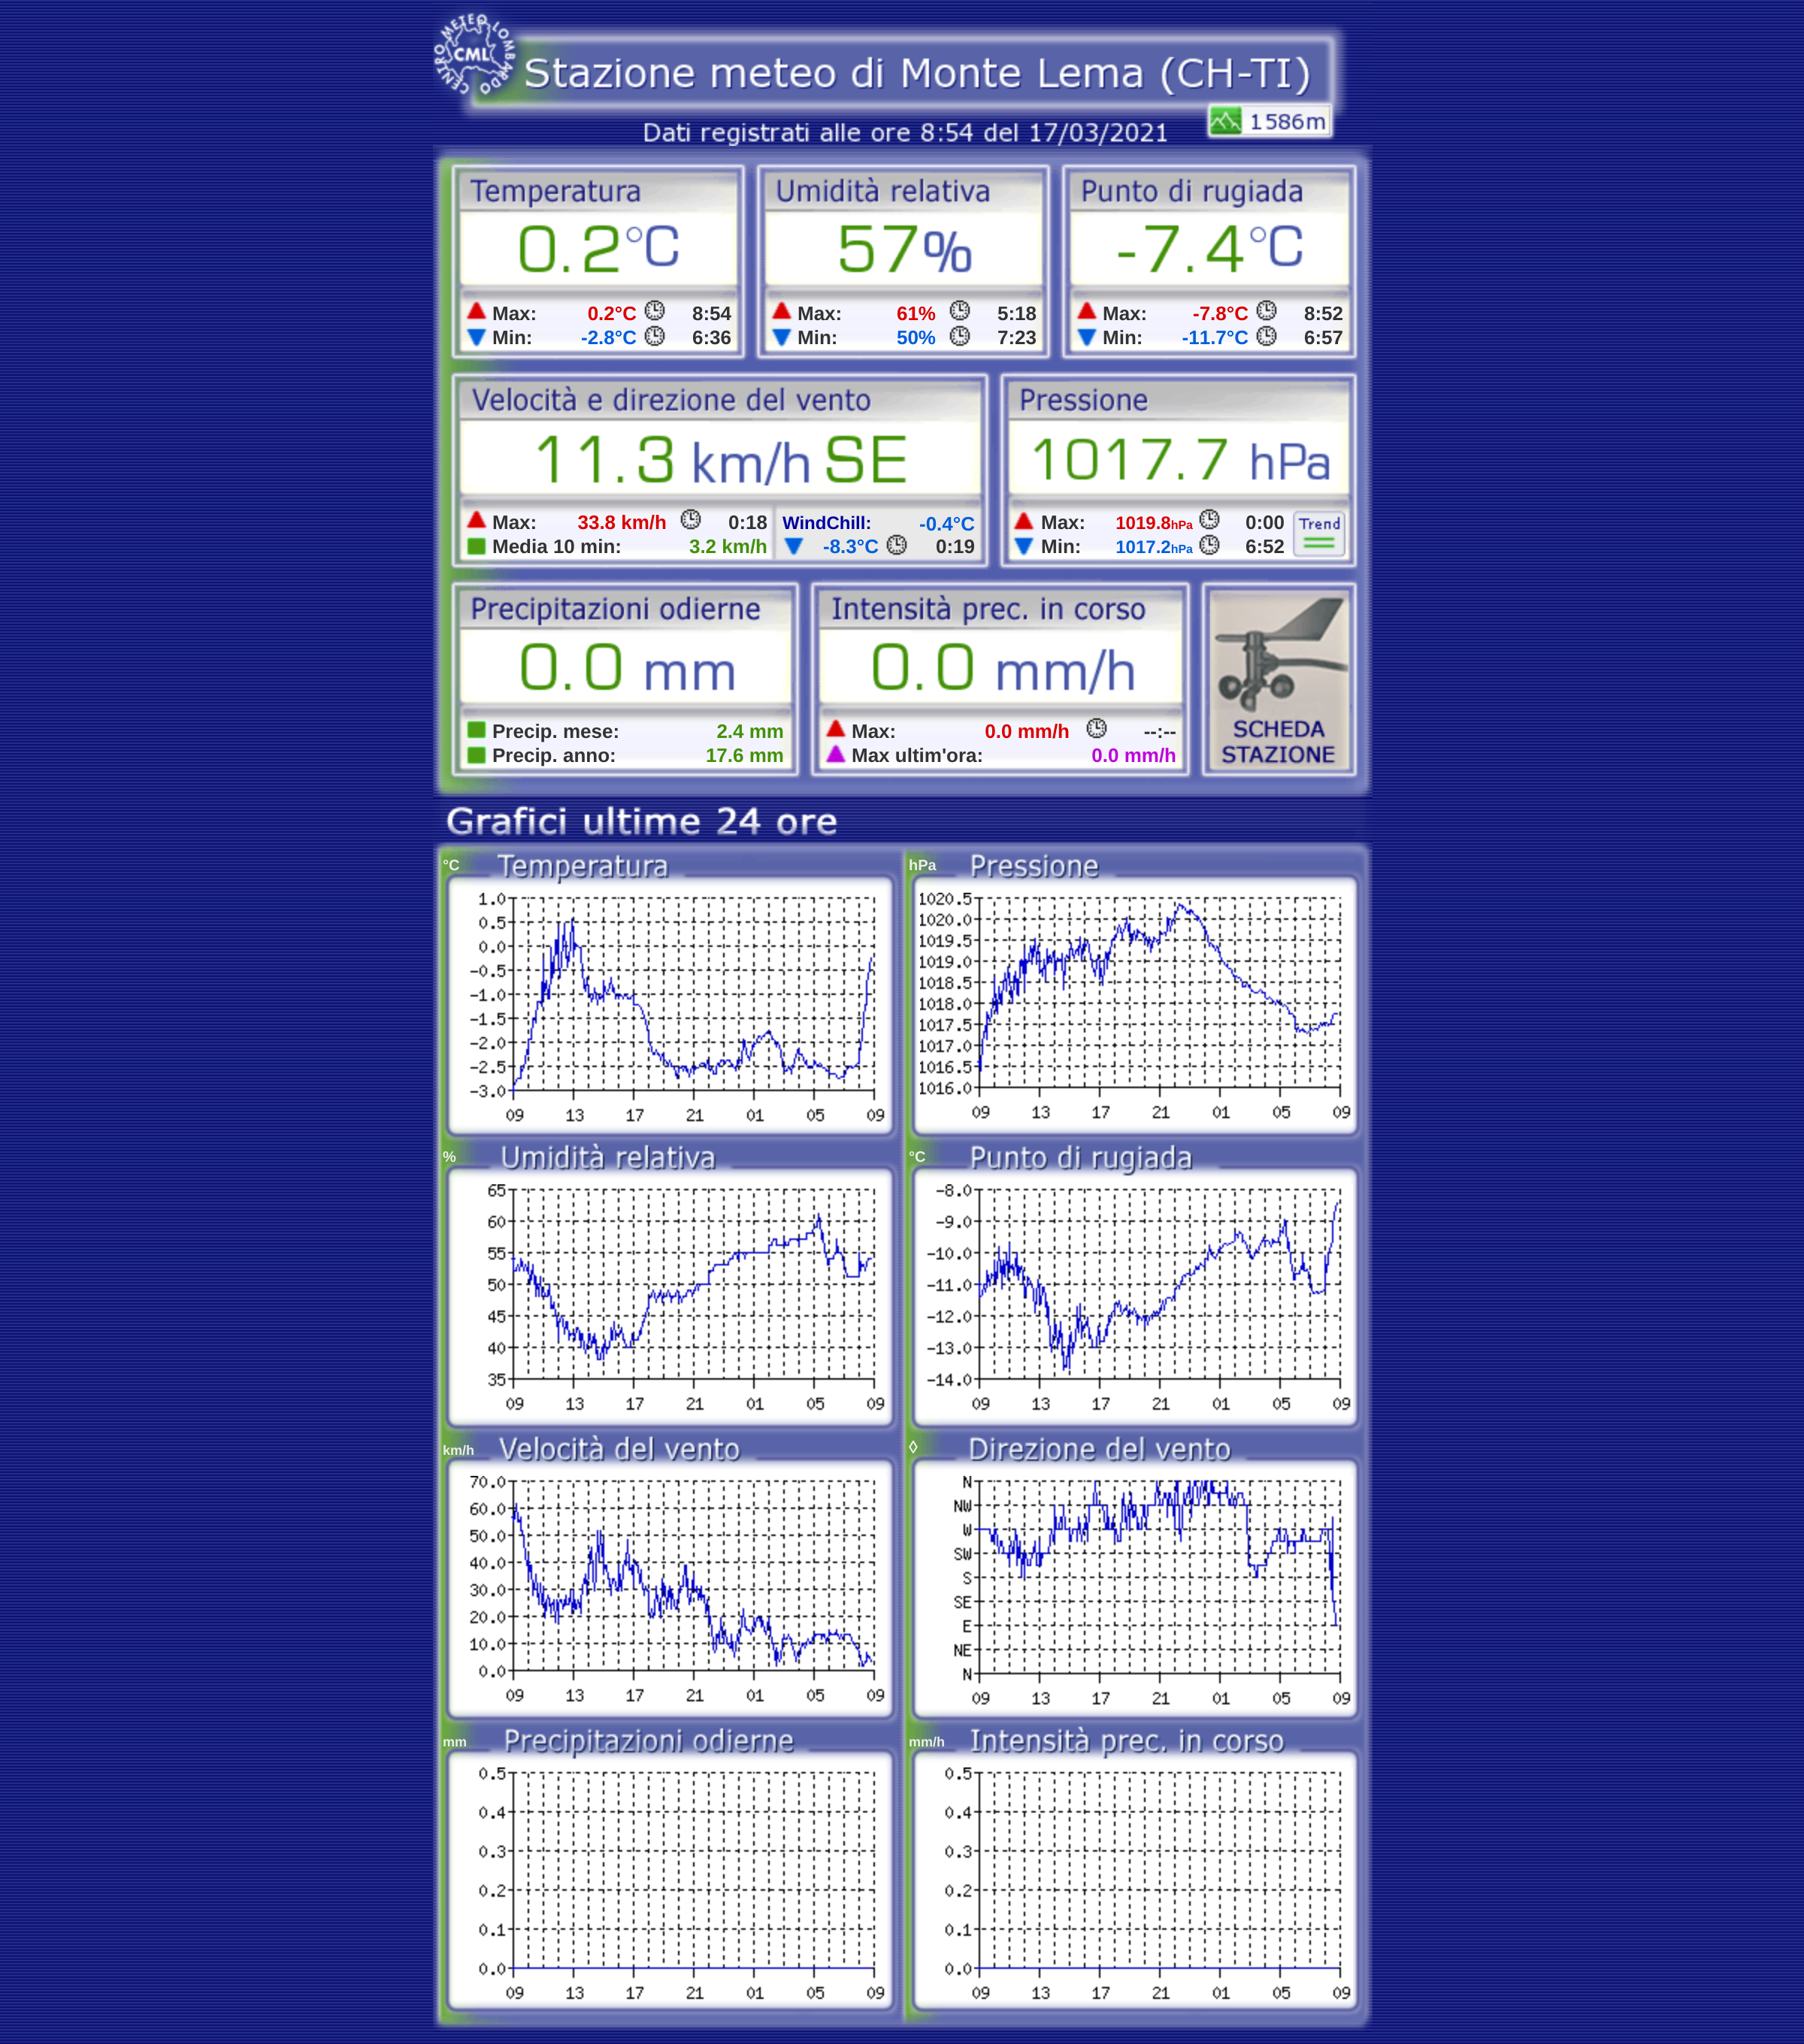 CENTRO METEO LOMBARDO
CML
Stazione meteo di Monte Lema (CH-TI)
1586m
Dati registrati alle ore 8:54 del 17/03/2021
Temperatura
0.2°C
Max: 0.2°C 8:54
Min: -2.8°C 6:36
Umidità relativa
57%
Max: 61% 5:18
Min: 50% 7:23
Punto di rugiada
-7.4°C
Max: -7.8°C 8:52
Min: -11.7°C 6:57
Velocità e direzione del vento
11.3 km/h SE
Max: 33.8 km/h 0:18
Media 10 min: 3.2 km/h
WindChill: -0.4°C
-8.3°C 0:19
Pressione
1017.7 hPa
Max: 1019.8hPa 0:00
Min: 1017.2hPa 6:52
Trend
Precipitazioni odierne
0.0 mm
Precip. mese: 2.4 mm
Precip. anno: 17.6 mm
Intensità prec. in corso
0.0 mm/h
Max: 0.0 mm/h --:--
Max ultim'ora: 0.0 mm/h
SCHEDA
STAZIONE
Grafici ultime 24 ore
°C Temperatura
1.0
0.5
0.0
-0.5
-1.0
-1.5
-2.0
-2.5
-3.0
09 13 17 21 01 05 09
hPa Pressione
1020.5
1020.0
1019.5
1019.0
1018.5
1018.0
1017.5
1017.0
1016.5
1016.0
09 13 17 21 01 05 09
% Umidità relativa
65
60
55
50
45
40
35
09 13 17 21 01 05 09
°C Punto di rugiada
-8.0
-9.0
-10.0
-11.0
-12.0
-13.0
-14.0
09 13 17 21 01 05 09
km/h Velocità del vento
70.0
60.0
50.0
40.0
30.0
20.0
10.0
0.0
09 13 17 21 01 05 09
◊ Direzione del vento
N
NW
W
SW
S
SE
E
NE
N
09 13 17 21 01 05 09
mm Precipitazioni odierne
0.5
0.4
0.3
0.2
0.1
0.0
09 13 17 21 01 05 09
mm/h Intensità prec. in corso
0.5
0.4
0.3
0.2
0.1
0.0
09 13 17 21 01 05 09